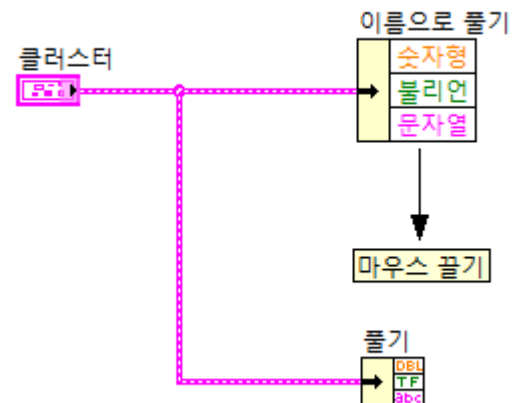 이름으로 풀기
클러스터
숫자형
불리언
문자열
마우스 끌기
풀기
DBL
TF
abc